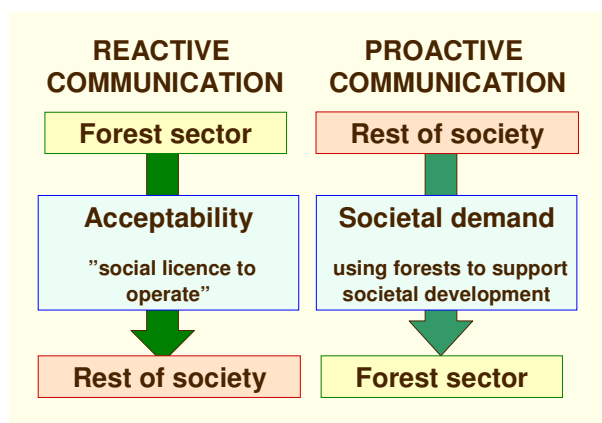 REACTIVE
COMMUNICATION
Forest sector
Acceptability
”social licence to
operate”
Rest of society
PROACTIVE
COMMUNICATION
Rest of society
Societal demand
using forests to support
societal development
Forest sector